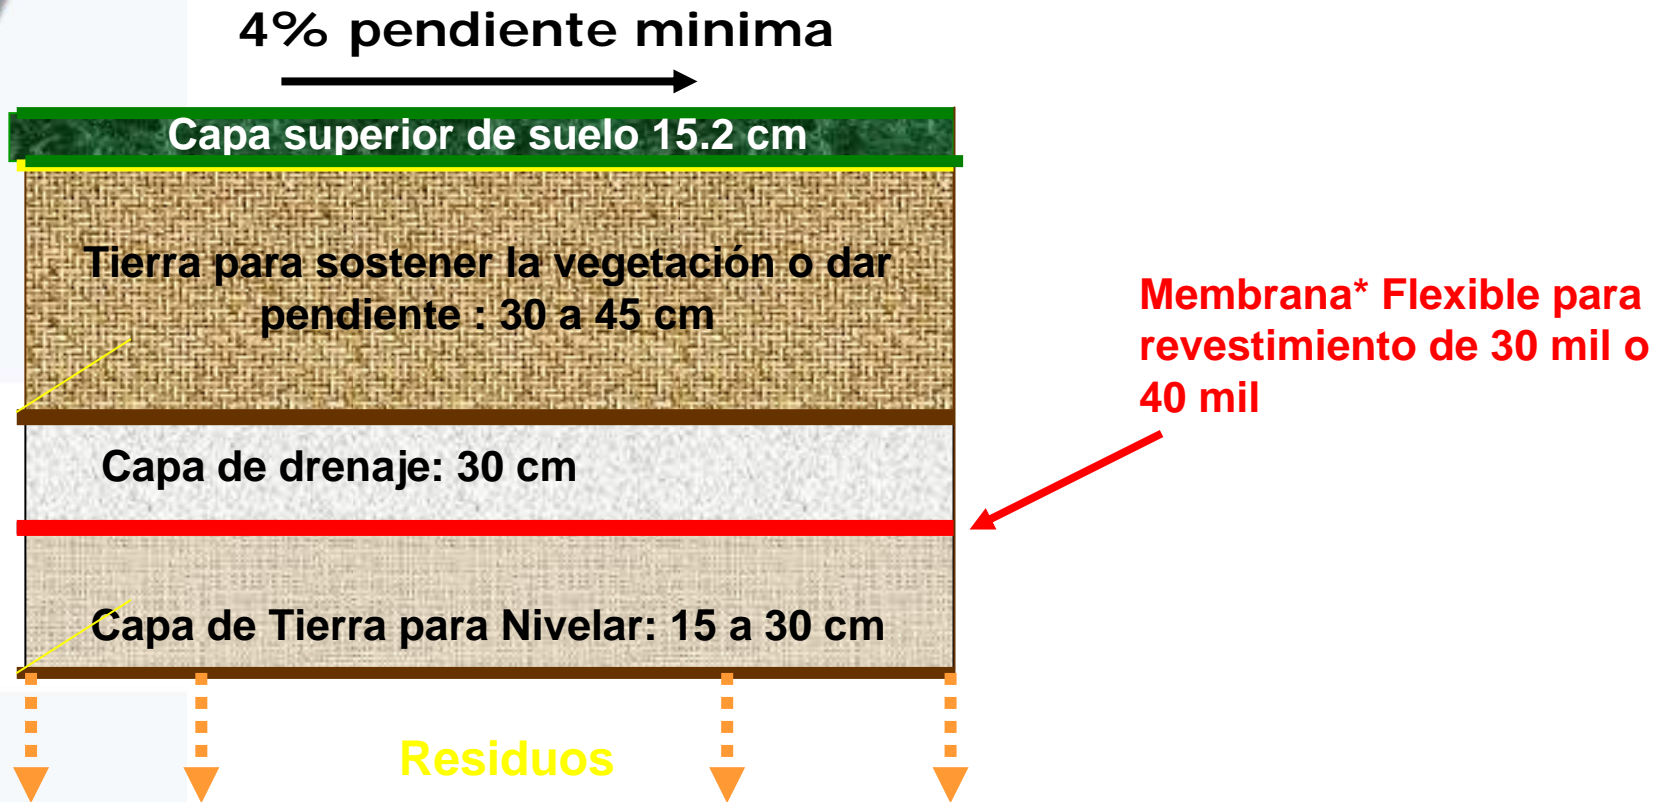 4% pendiente minima
Capa superior de suelo 15.2 cm
Tierra para sostener la vegetación o dar
pendiente : 30 a 45 cm
Membrana* Flexible para
revestimiento de 30 mil o
40 mil
Capa de drenaje: 30 cm
Capa de Tierra para Nivelar: 15 a 30 cm
Residuos